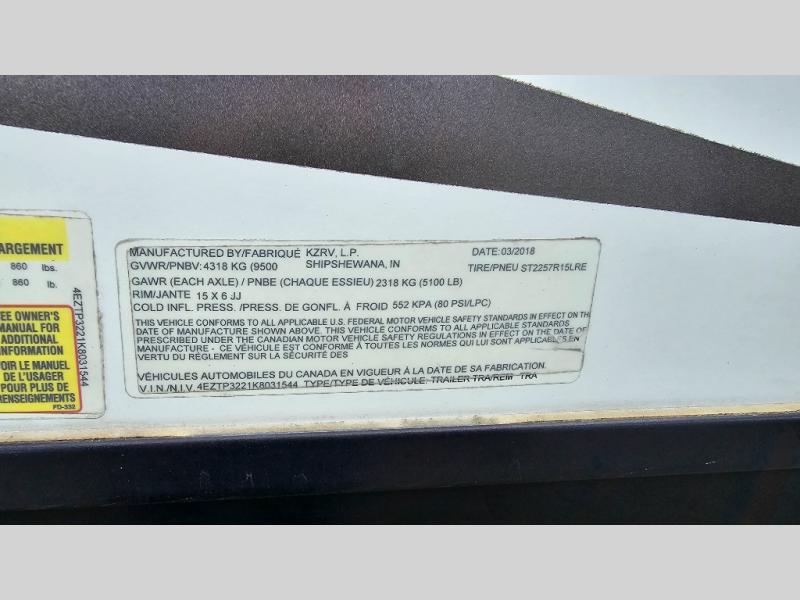 ARGEMENT
860 lbs.
860 lb.
EE OWNER'S
MANUAL FOR
ADDITIONAL
NFORMATION
OIR LE MANUEL
DE L'USAGER
POUR PLUS DE
RENSEIGNEMENTS
FD-332
4EZTP3221K8031544
MANUFACTURED BY/FABRIQUÉ KZRV, L.P. DATE:03/2018
GVWR/PNBV: 4318 KG (9500 SHIPSHEWANA, IN TIRE/PNEU ST2257R15LRE
GAWR (EACH AXLE) / PNBE (CHAQUE ESSIEU) 2318 KG (5100 LB)
RIM/JANTE 15 X 6 JJ
COLD INFL. PRESS. /PRESS. DE GONFL. À FROID 552 KPA (80 PSI/LPC)
THIS VEHICLE CONFORMS TO ALL APPLICABLE U.S. FEDERAL MOTOR VEHICLE SAFETY STANDARDS IN EFFECT ON THE
DATE OF MANUFACTURE SHOWN ABOVE. THIS VEHICLE CONFORMS TO ALL APPLICABLE STANDARDS
PRESCRIBED UNDER THE CANADIAN MOTOR VEHICLE SAFETY REGULATIONS IN EFFECT ON THE DATE OF
MANUFACTURE - CE VÉHICULE EST CONFORME À TOUTES LES NORMES QUI LUI SONT APPLICABLES EN
VERTU DU RÈGLEMENT SUR LA SÉCURITÉ DES
VÉHICULES AUTOMOBILES DU CANADA EN VIGUEUR À LA DATE DE SA FABRICATION.
V.I.N./N.I.V. 4EZTP3221K8031544 TYPE/TYPE DE VÉHICULE: TRAILER TRA/REM TRA